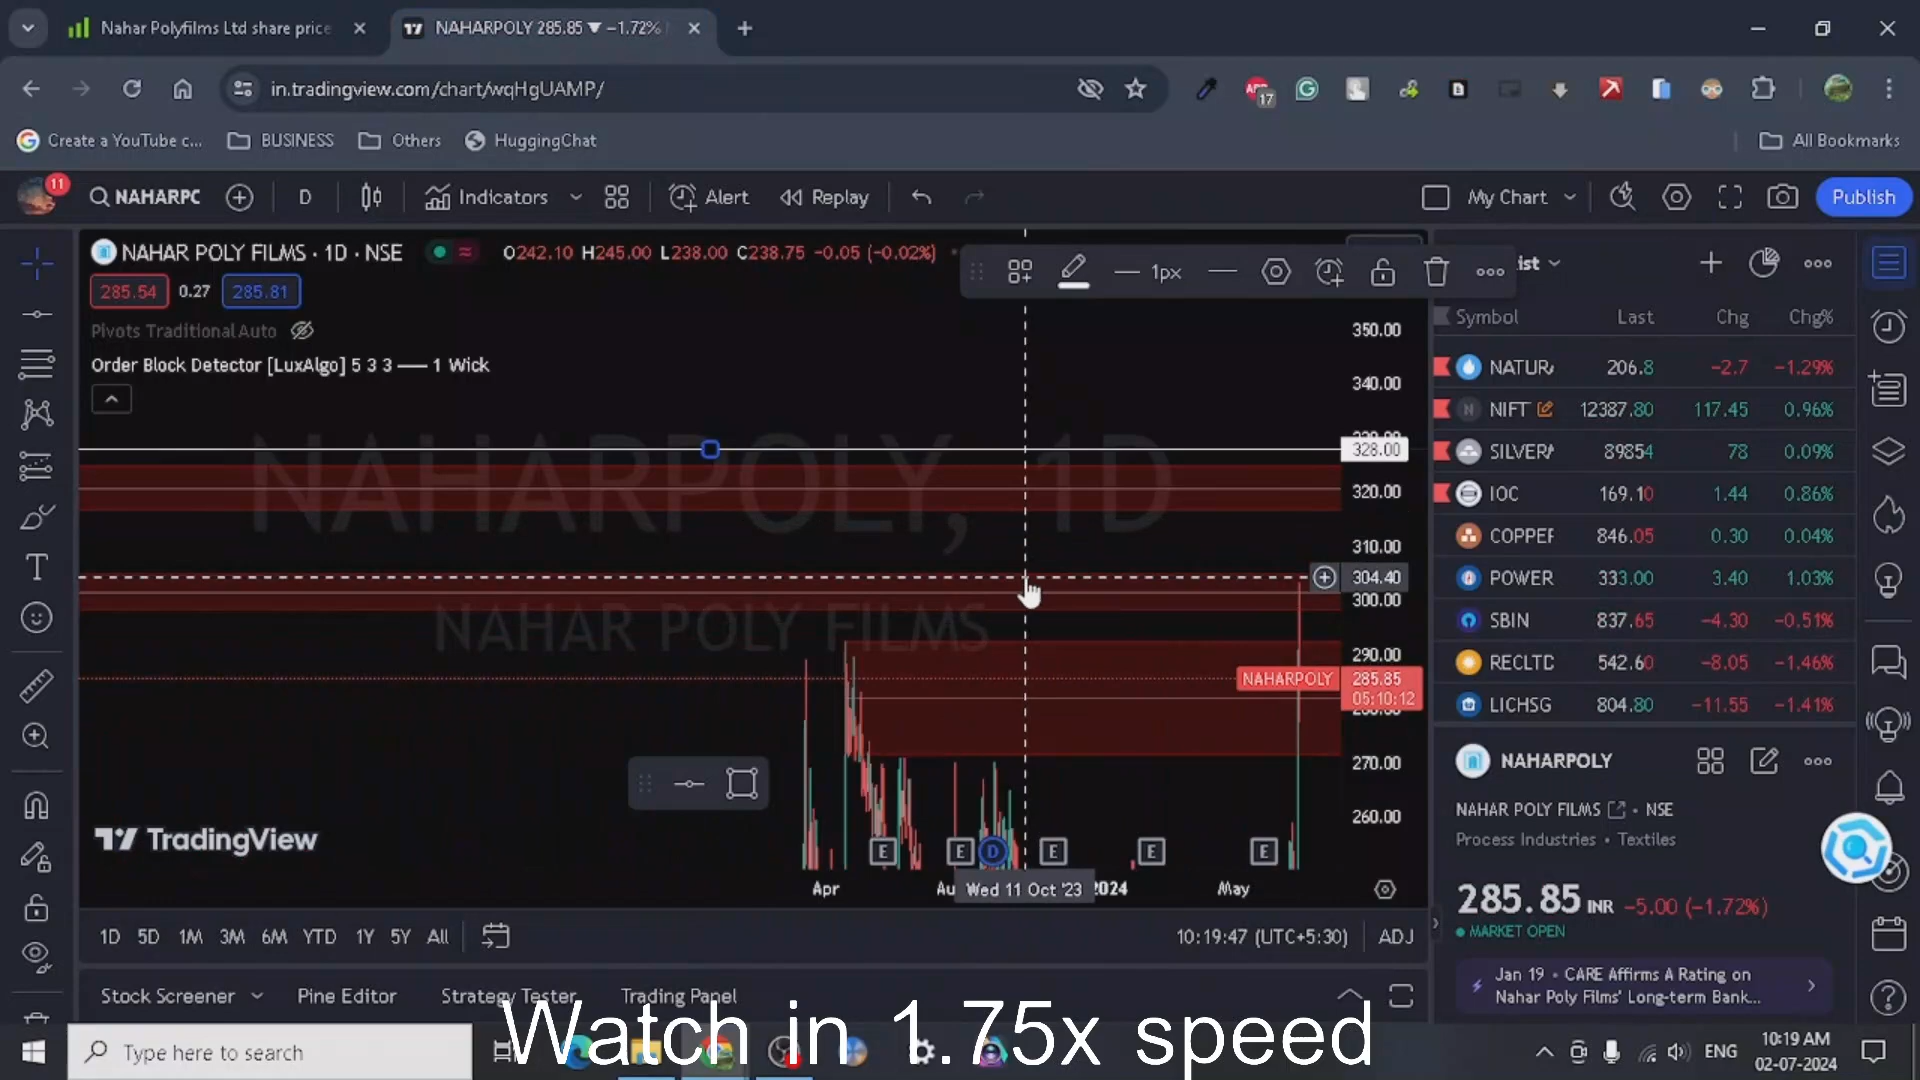 Nahar Polyfilms Ltd share price
NAHARPOLY 285.85 ▼ −1.72%
in.tradingview.com/chart/wqHgUAMP/
17
Create a YouTube c...
BUSINESS
Others
HuggingChat
All Bookmarks
11
NAHARPC
D
Indicators
Alert
Replay
My Chart
Publish
NAHAR POLY FILMS · 1D · NSE
O242.10 H245.00 L238.00 C238.75 −0.05 (−0.02%)
1px
285.54 0.27 285.81
Pivots Traditional Auto
Order Block Detector [LuxAlgo] 5 3 3 —— 1 Wick
NAHARPOLY, 1D
NAHAR POLY FILMS
350.00
340.00
328.00
320.00
310.00
304.40
300.00
290.00
NAHARPOLY 285.85
05:10:12
270.00
260.00
TradingView
E E D E E E
Apr
Au
Wed 11 Oct '23
2024
May
1D 5D 1M 3M 6M YTD 1Y 5Y All
10:19:47 (UTC+5:30)
ADJ
Stock Screener
Pine Editor
Strategy Tester
Trading Panel
ist
Symbol Last Chg Chg%
NATUR 206.8 −2.7 −1.29%
NIFT 12387.80 117.45 0.96%
SILVER 89854 78 0.09%
IOC 169.10 1.44 0.86%
COPPEF 846.05 0.30 0.04%
POWER 333.00 3.40 1.03%
SBIN 837.65 −4.30 −0.51%
RECLTD 542.60 −8.05 −1.46%
LICHSG 804.80 −11.55 −1.41%
NAHARPOLY
NAHAR POLY FILMS • NSE
Process Industries • Textiles
285.85 INR −5.00 (−1.72%)
MARKET OPEN
Jan 19 • CARE Affirms A Rating on
Nahar Poly Films' Long-term Bank...
Watch in 1.75x speed
Type here to search
ENG
10:19 AM
02-07-2024